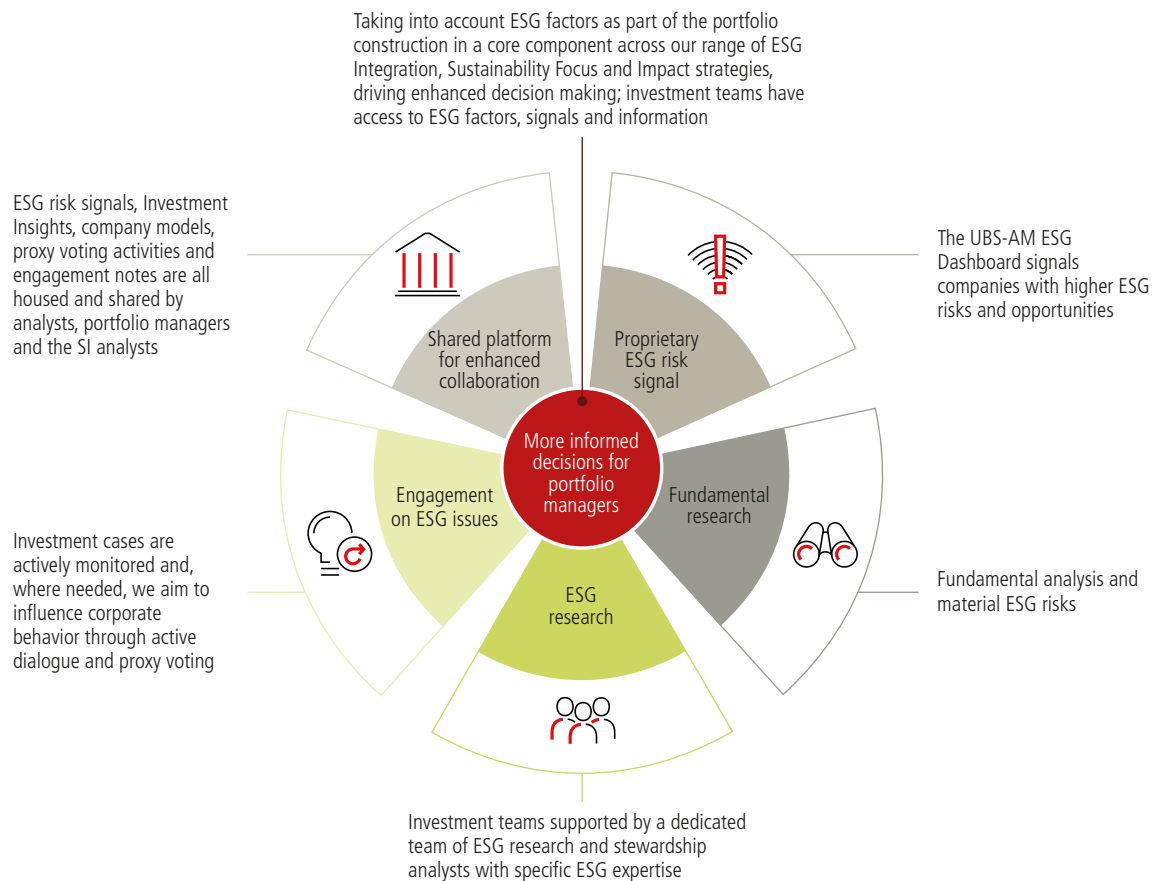 Taking into account ESG factors as part of the portfolio
construction in a core component across our range of ESG
Integration, Sustainability Focus and Impact strategies,
driving enhanced decision making; investment teams have
access to ESG factors, signals and information
ESG risk signals, Investment
Insights, company models,
proxy voting activities and
engagement notes are all
housed and shared by
analysts, portfolio managers
and the SI analysts
Shared platform
for enhanced
collaboration
Proprietary
ESG risk
signal
The UBS-AM ESG
Dashboard signals
companies with higher ESG
risks and opportunities
More informed
decisions for
portfolio
managers
Engagement
on ESG issues
Fundamental
research
Investment cases are
actively monitored and,
where needed, we aim to
influence corporate
behavior through active
dialogue and proxy voting
Fundamental analysis and
material ESG risks
ESG
research
Investment teams supported by a dedicated
team of ESG research and stewardship
analysts with specific ESG expertise